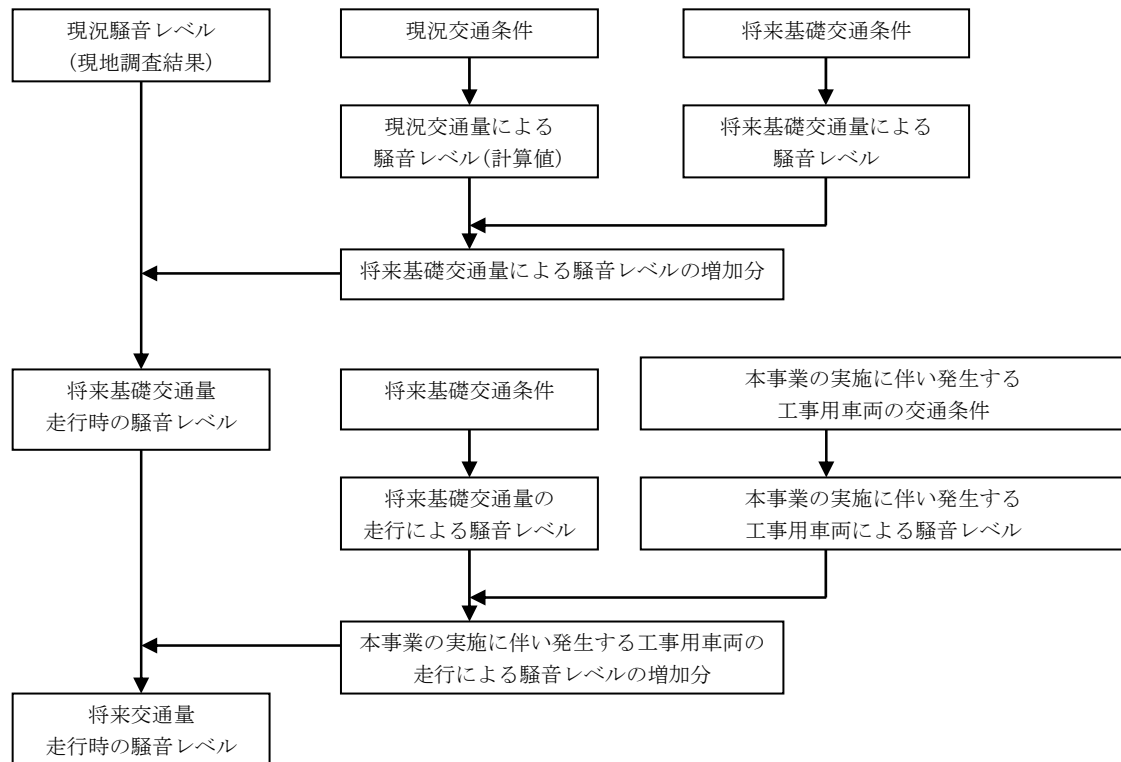 現況騒音レベル
(現地調査結果)
現況交通条件
将来基礎交通条件
現況交通量による
騒音レベル(計算値)
将来基礎交通量による
騒音レベル
将来基礎交通量による騒音レベルの増加分
将来基礎交通量
走行時の騒音レベル
将来基礎交通条件
本事業の実施に伴い発生する
工事用車両の交通条件
将来基礎交通量の
走行による騒音レベル
本事業の実施に伴い発生する
工事用車両による騒音レベル
本事業の実施に伴い発生する工事用車両の
走行による騒音レベルの増加分
将来交通量
走行時の騒音レベル